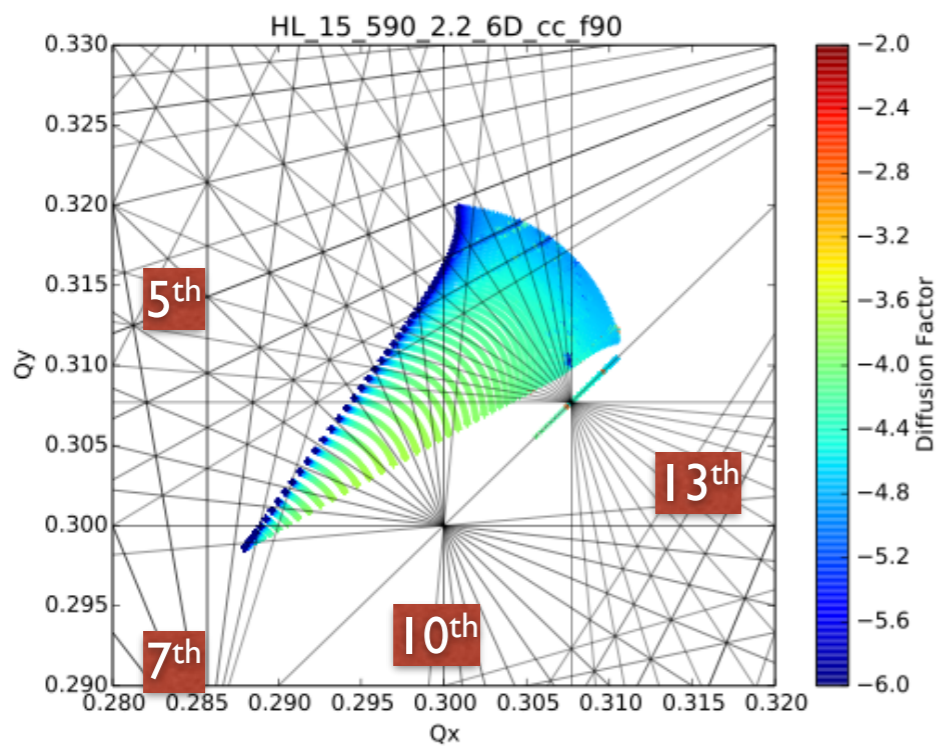 HL_15_590_2.2_6D_cc_f90
0.330
0.325
0.320
0.315
0.310
0.305
0.300
0.295
0.290
Qy
0.280 0.285 0.290 0.295 0.300 0.305 0.310 0.315 0.320
Qx
5th
7th
10th
13th
−2.0
−2.4
−2.8
−3.2
−3.6
−4.0
−4.4
−4.8
−5.2
−5.6
−6.0
Diffusion Factor